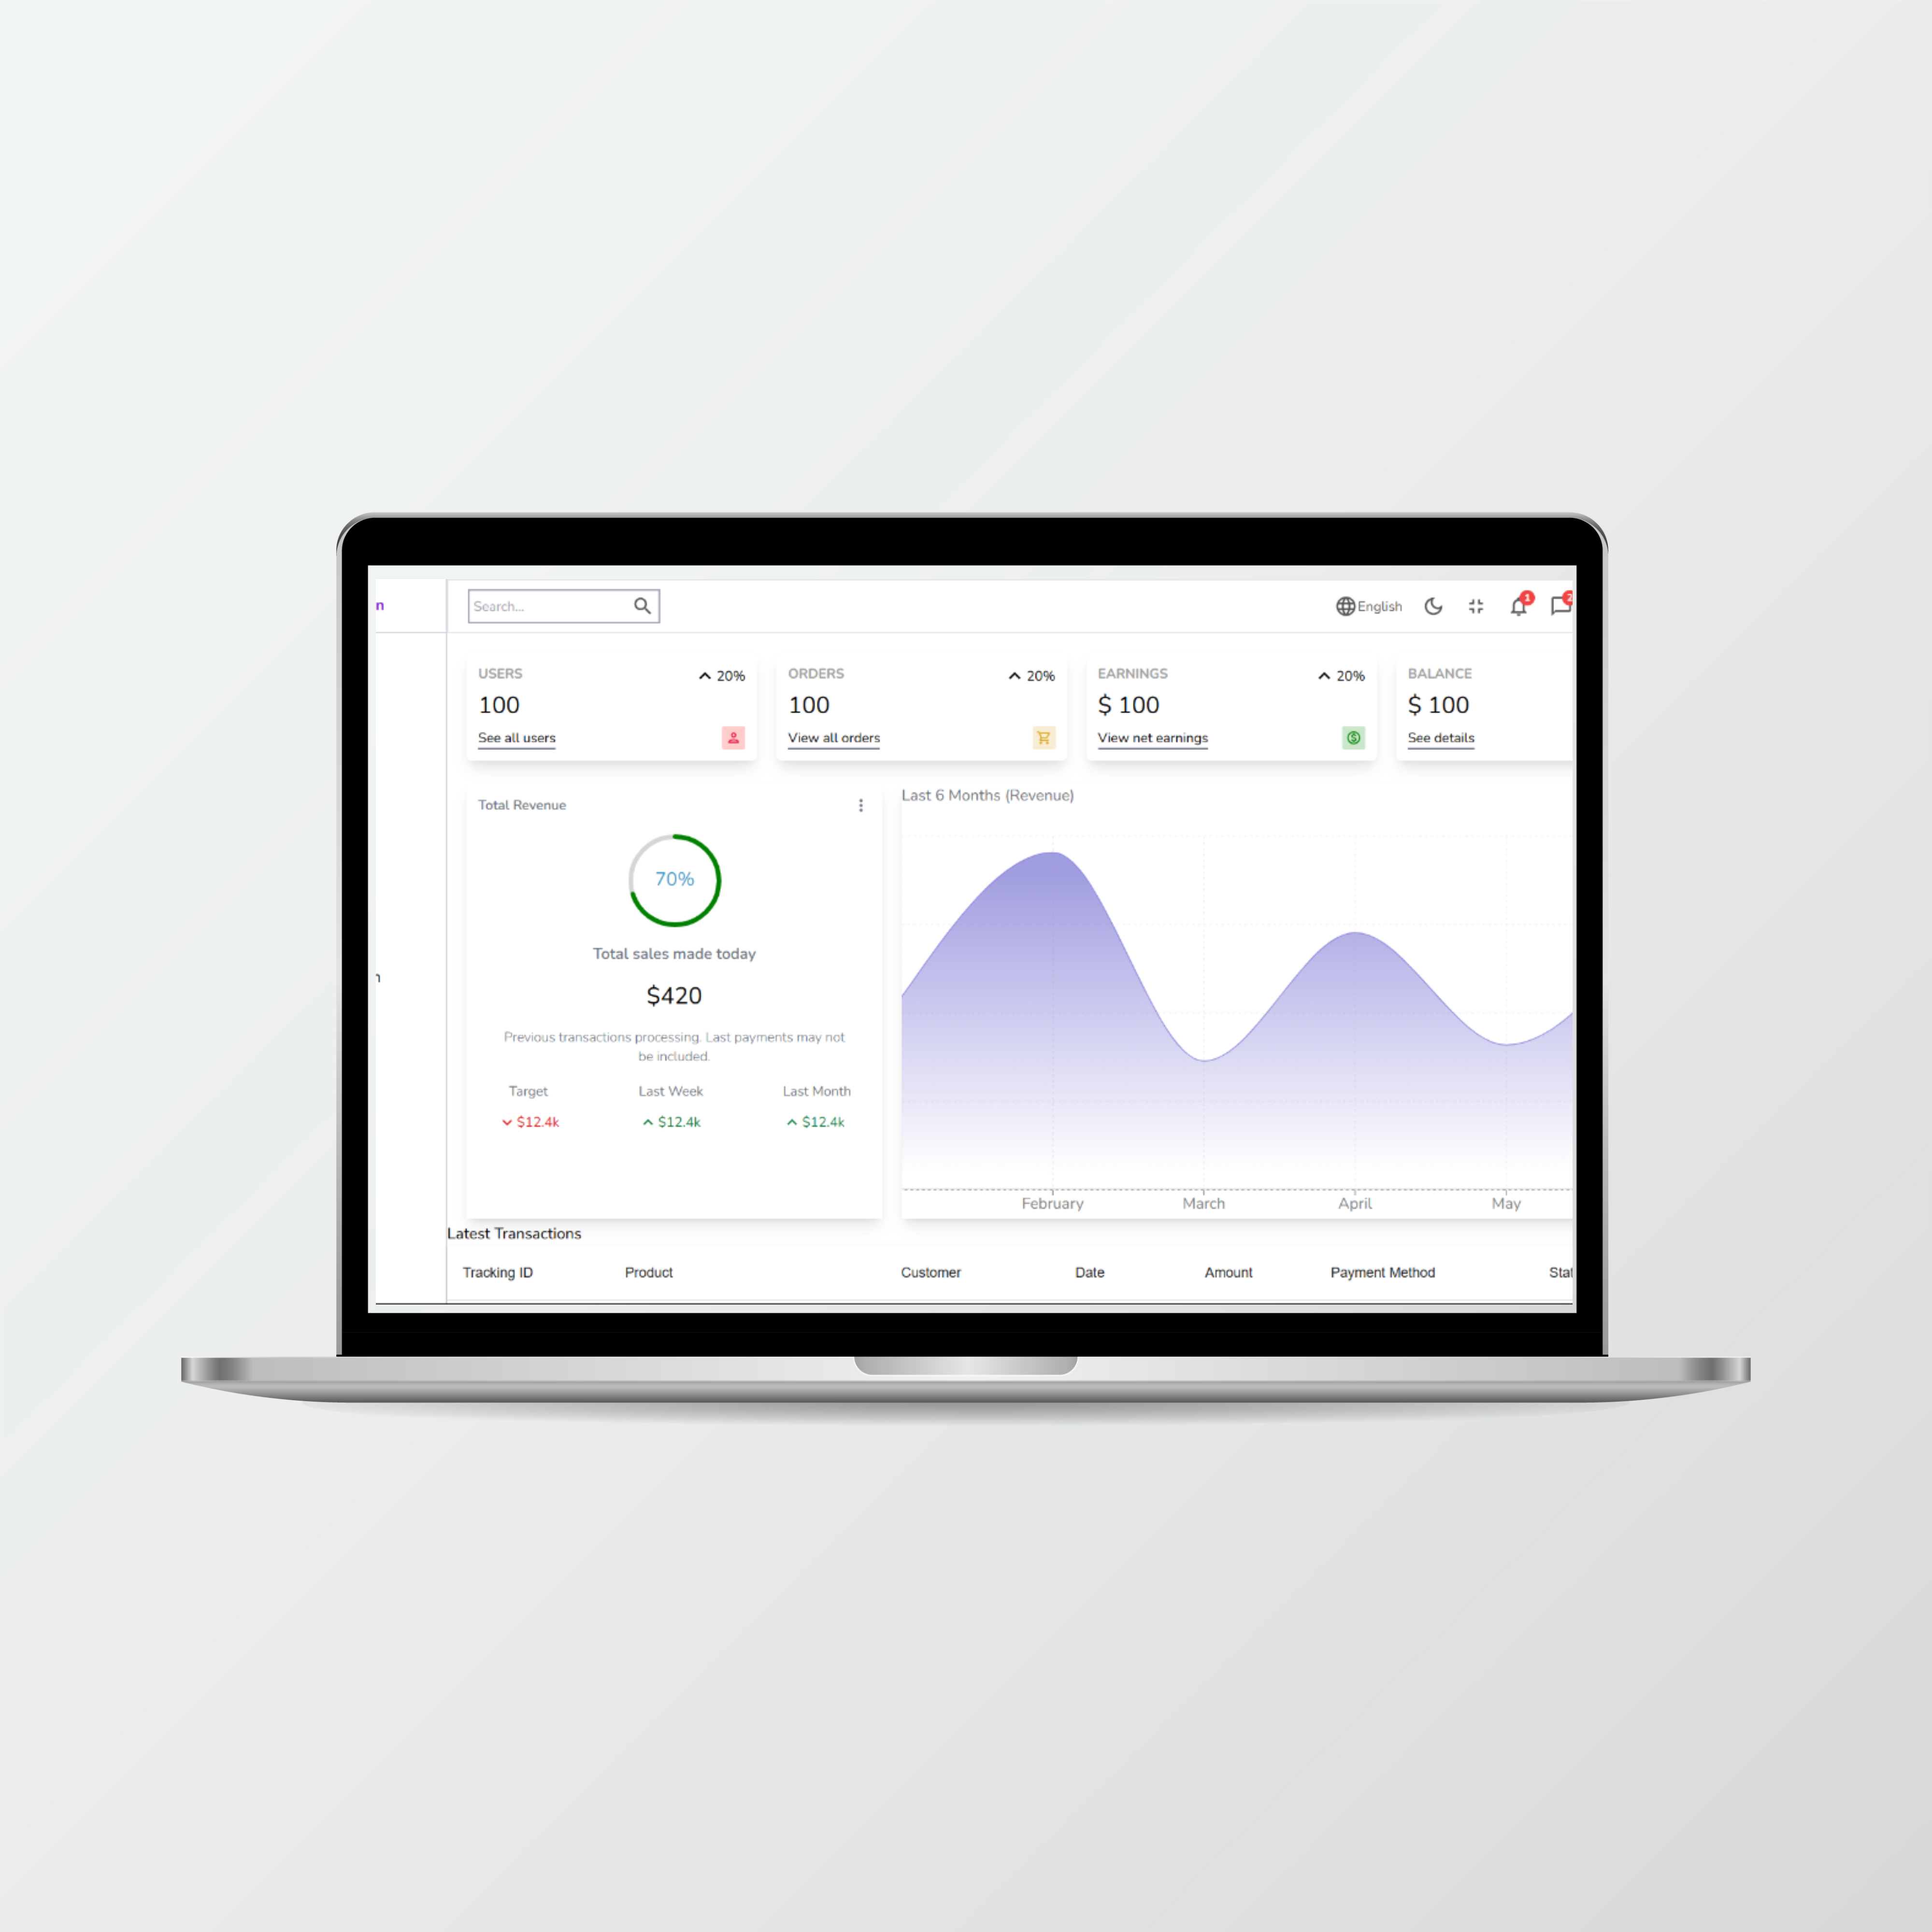 n
Search...
English
1
2
USERS
20%
100
See all users
ORDERS
20%
100
View all orders
EARNINGS
20%
$ 100
View net earnings
BALANCE
$ 100
See details
Total Revenue
70%
Total sales made today
$420
Previous transactions processing. Last payments may not
be included.
Target
Last Week
Last Month
$12.4k
$12.4k
$12.4k
Last 6 Months (Revenue)
February
March
April
May
Latest Transactions
Tracking ID
Product
Customer
Date
Amount
Payment Method